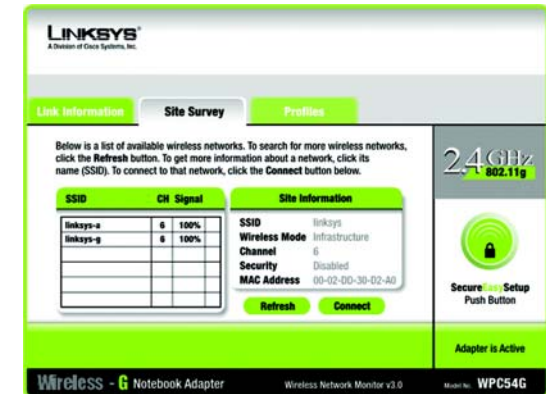 LINKSYS®
A Division of Cisco Systems, Inc.
Link Information Site Survey Profiles
Below is a list of available wireless networks. To search for more wireless networks,
click the Refresh button. To get more information about a network, click its
name (SSID). To connect to that network, click the Connect button below.
SSID CH Signal
linksys-a 6 100%
linksys-g 6 100%
Site Information
SSID linksys
Wireless Mode Infrastructure
Channel 6
Security Disabled
MAC Address 00-02-DD-30-D2-A0
Refresh Connect
2.4GHz
802.11g
SecureEasySetup
Push Button
Adapter is Active
Wireless - G Notebook Adapter Wireless Network Monitor v3.0 Model No. WPC54G